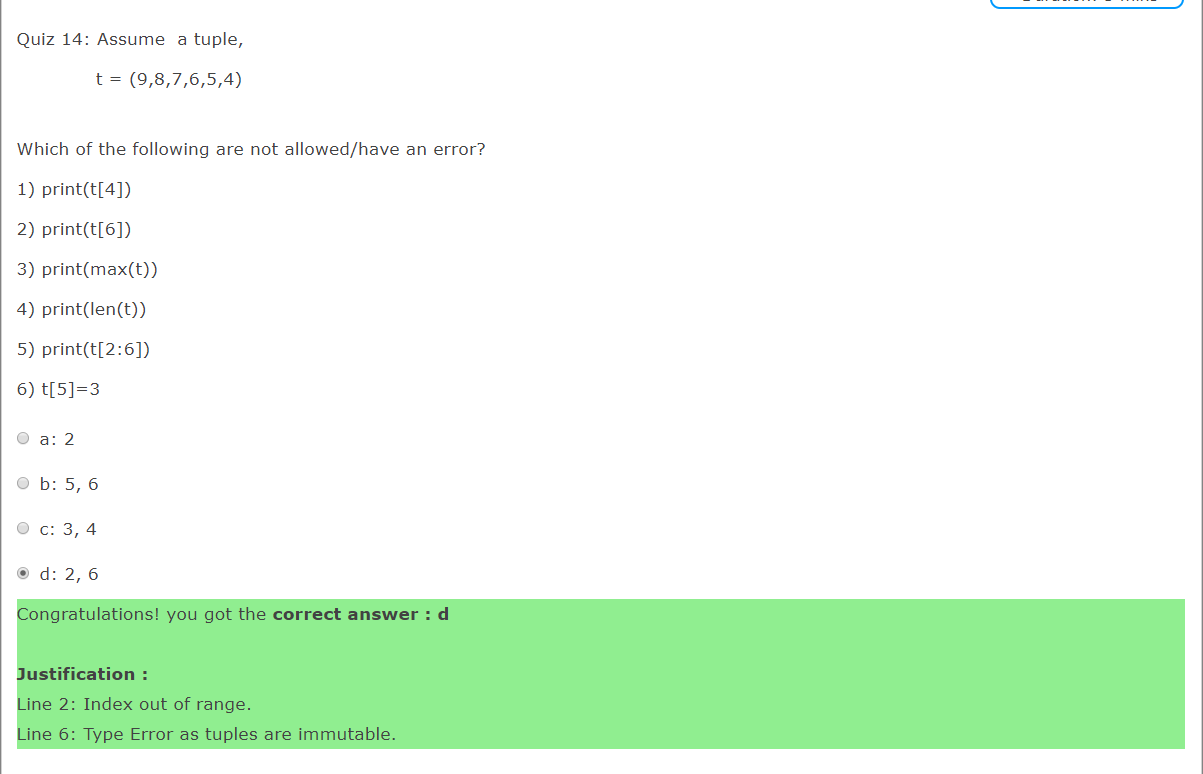 Quiz 14: Assume  a tuple,
t = (9,8,7,6,5,4)
Which of the following are not allowed/have an error?
1) print(t[4])
2) print(t[6])
3) print(max(t))
4) print(len(t))
5) print(t[2:6])
6) t[5]=3
a: 2
b: 5, 6
c: 3, 4
d: 2, 6
Congratulations! you got the correct answer : d
Justification :
Line 2: Index out of range.
Line 6: Type Error as tuples are immutable.